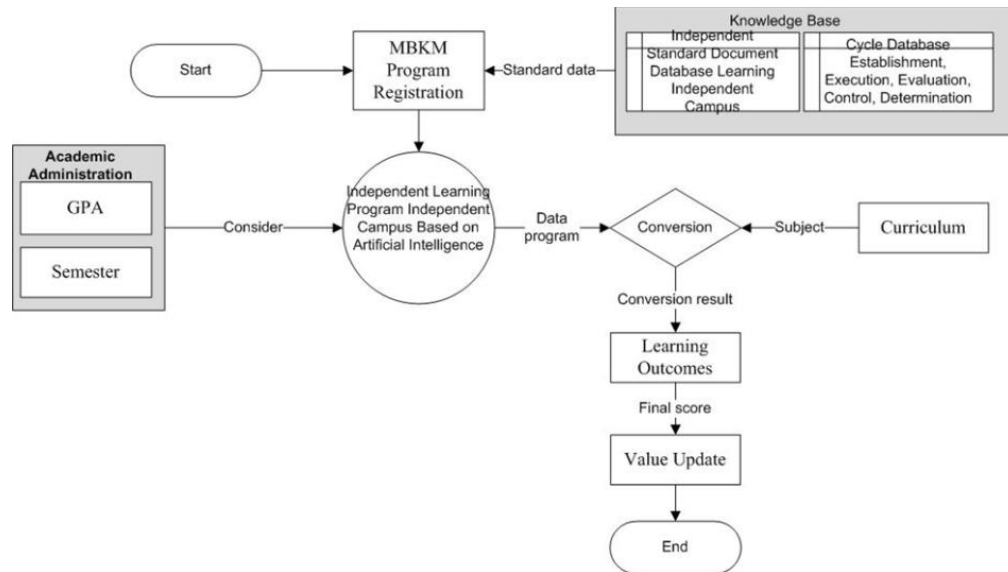 Knowledge Base
Independent
Standard Document
Database Learning
Independent
Campus
Cycle Database
Establishment,
Execution, Evaluation,
Control, Determination
Start
MBKM
Program
Registration
Standard data
Academic
Administration
GPA
Semester
Consider
Independent Learning
Program Independent
Campus Based on
Artificial Intelligence
Data
program
Conversion
Subject
Curriculum
Conversion result
Learning
Outcomes
Final score
Value Update
End